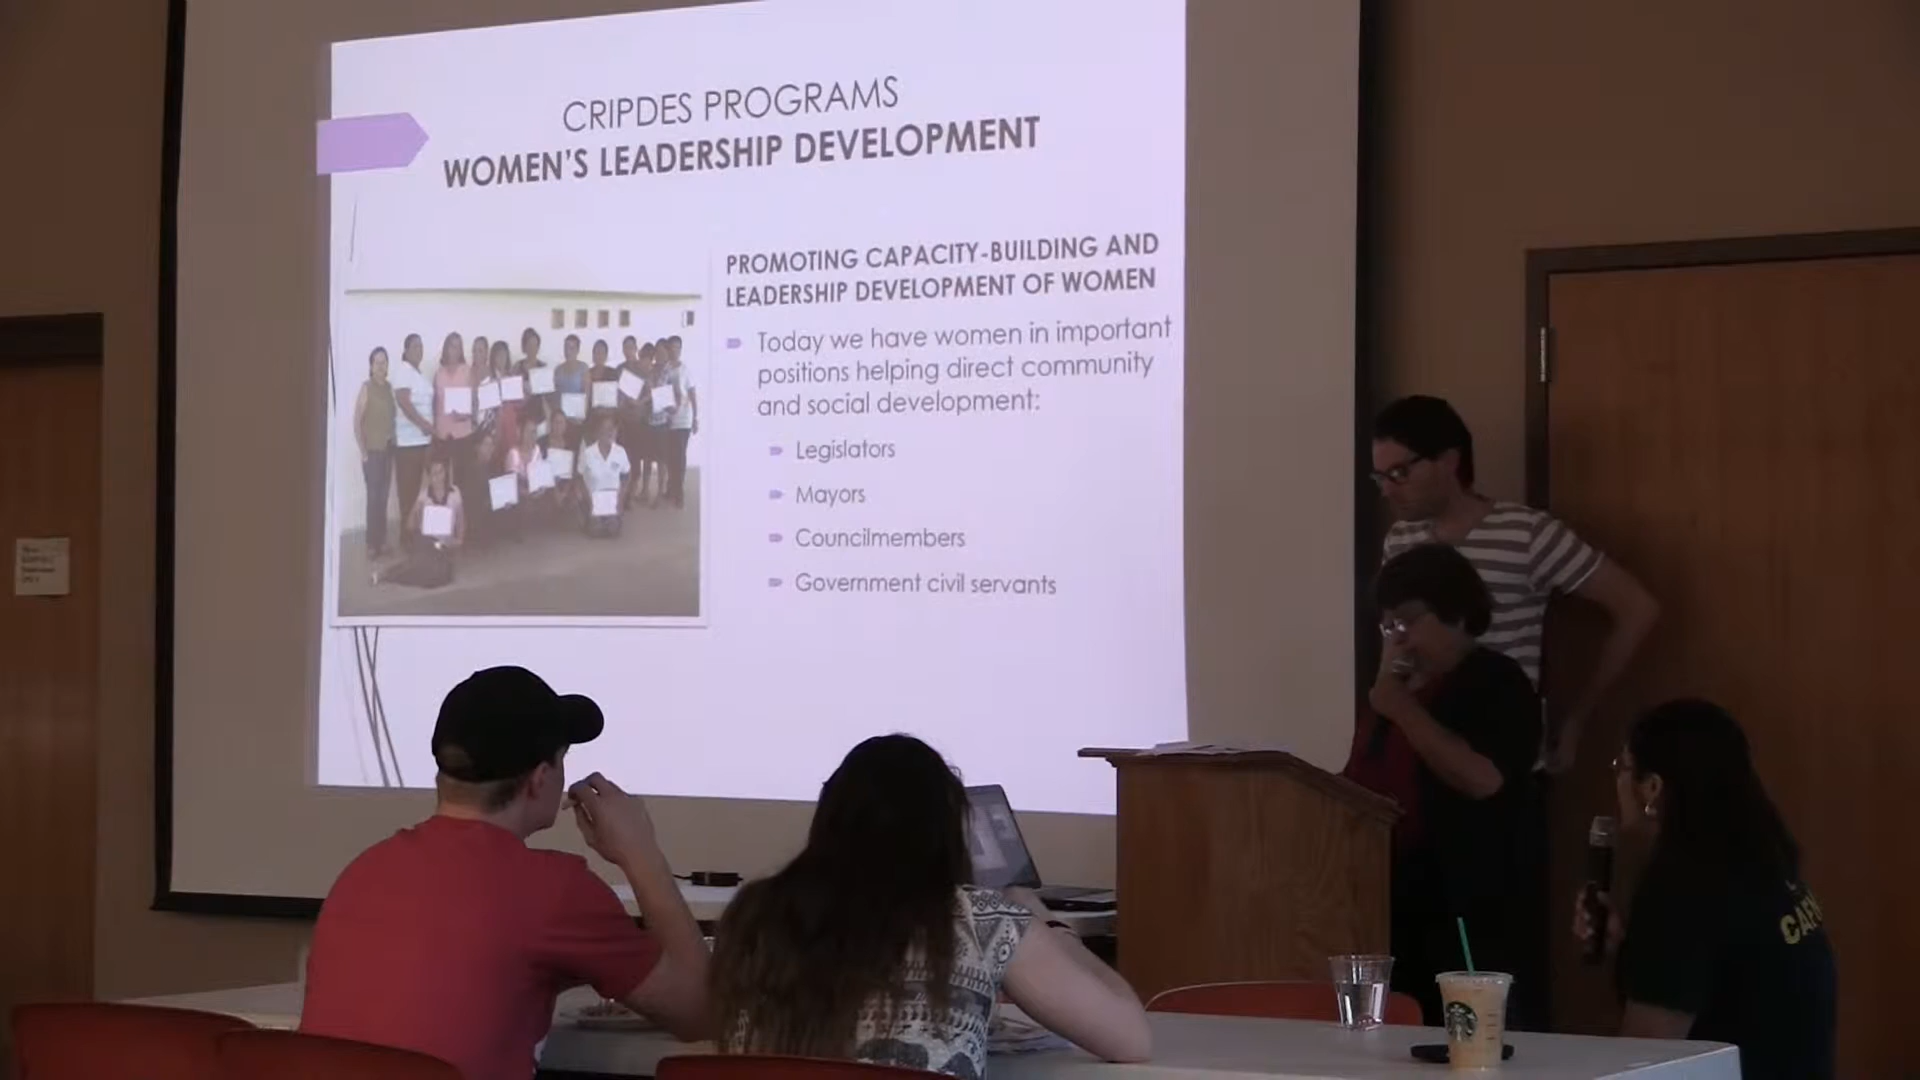 CRIPDES PROGRAMS
WOMEN'S LEADERSHIP DEVELOPMENT
PROMOTING CAPACITY-BUILDING AND
LEADERSHIP DEVELOPMENT OF WOMEN
Today we have women in important
positions helping direct community
and social development:
Legislators
Mayors
Councilmembers
Government civil servants